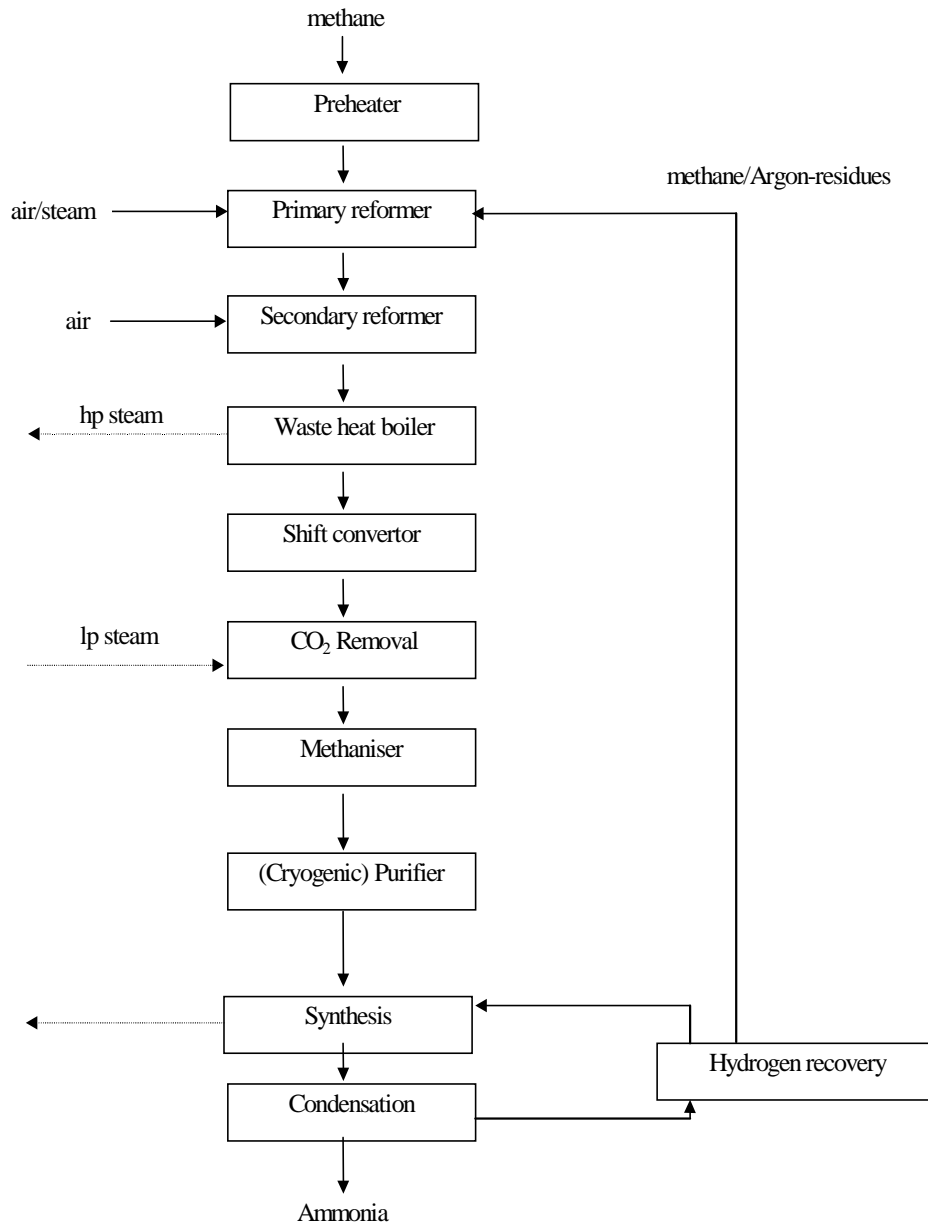 methane
Preheater
methane/Argon-residues
air/steam
Primary reformer
air
Secondary reformer
hp steam
Waste heat boiler
Shift convertor
lp steam
CO₂ Removal
Methaniser
(Cryogenic) Purifier
Synthesis
Hydrogen recovery
Condensation
Ammonia